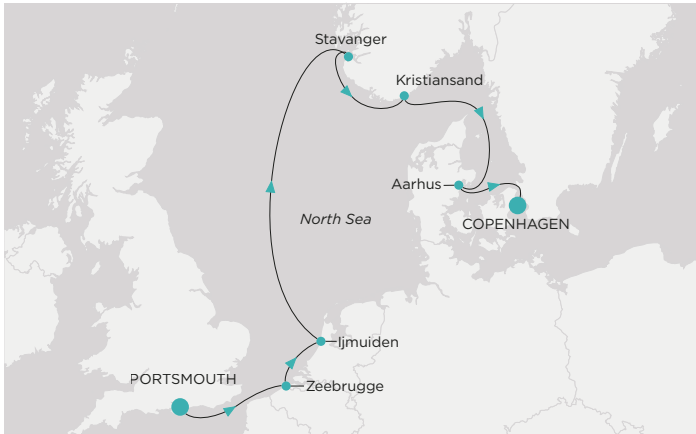 Stavanger
Kristiansand
Aarhus
North Sea
COPENHAGEN
Ijmuiden
PORTSMOUTH
Zeebrugge